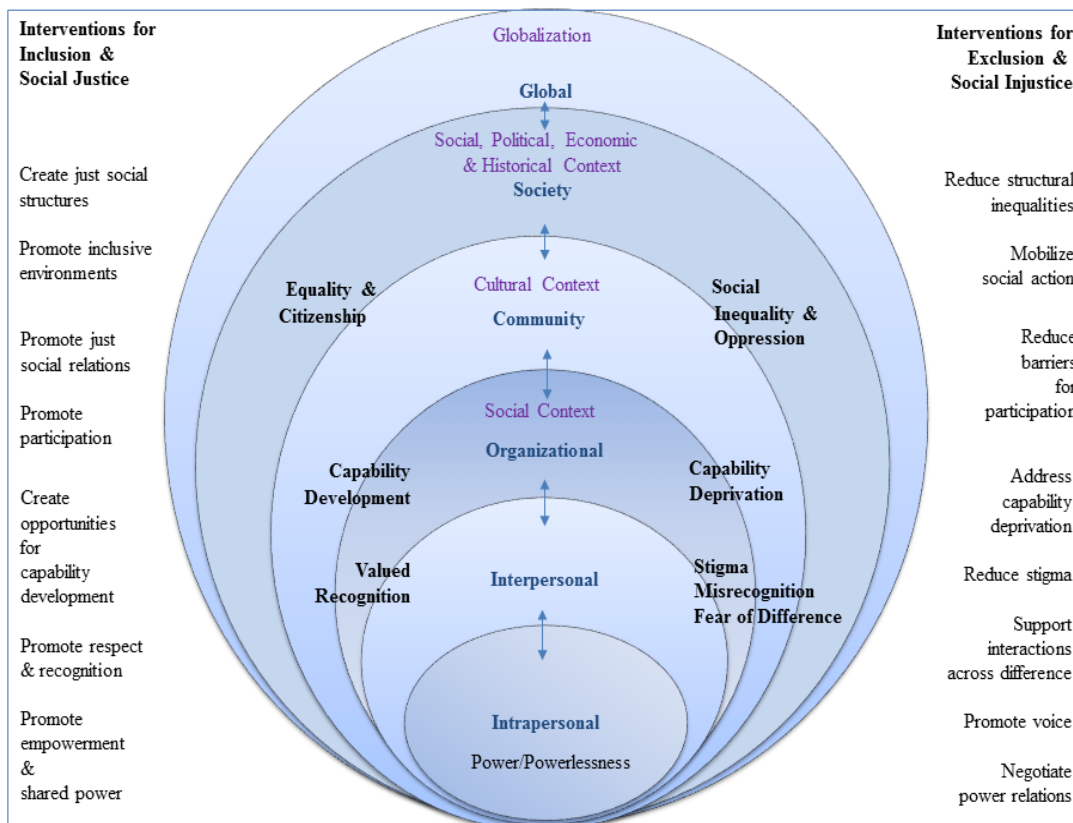 Interventions for
Inclusion &
Social Justice
Create just social
structures
Promote inclusive
environments
Promote just
social relations
Promote
participation
Create
opportunities
for
capability
development
Promote respect
& recognition
Promote
empowerment
&
shared power
Globalization
Global
Social, Political, Economic
& Historical Context
Society
Equality &
Citizenship
Cultural Context
Community
Social
Inequality &
Oppression
Social Context
Organizational
Capability
Development
Capability
Deprivation
Valued
Recognition
Interpersonal
Stigma
Misrecognition
Fear of Difference
Intrapersonal
Power/Powerlessness
Interventions for
Exclusion &
Social Injustice
Reduce structural
inequalities
Mobilize
social action
Reduce
barriers
for
participation
Address
capability
deprivation
Reduce stigma
Support
interactions
across difference
Promote voice
Negotiate
power relations